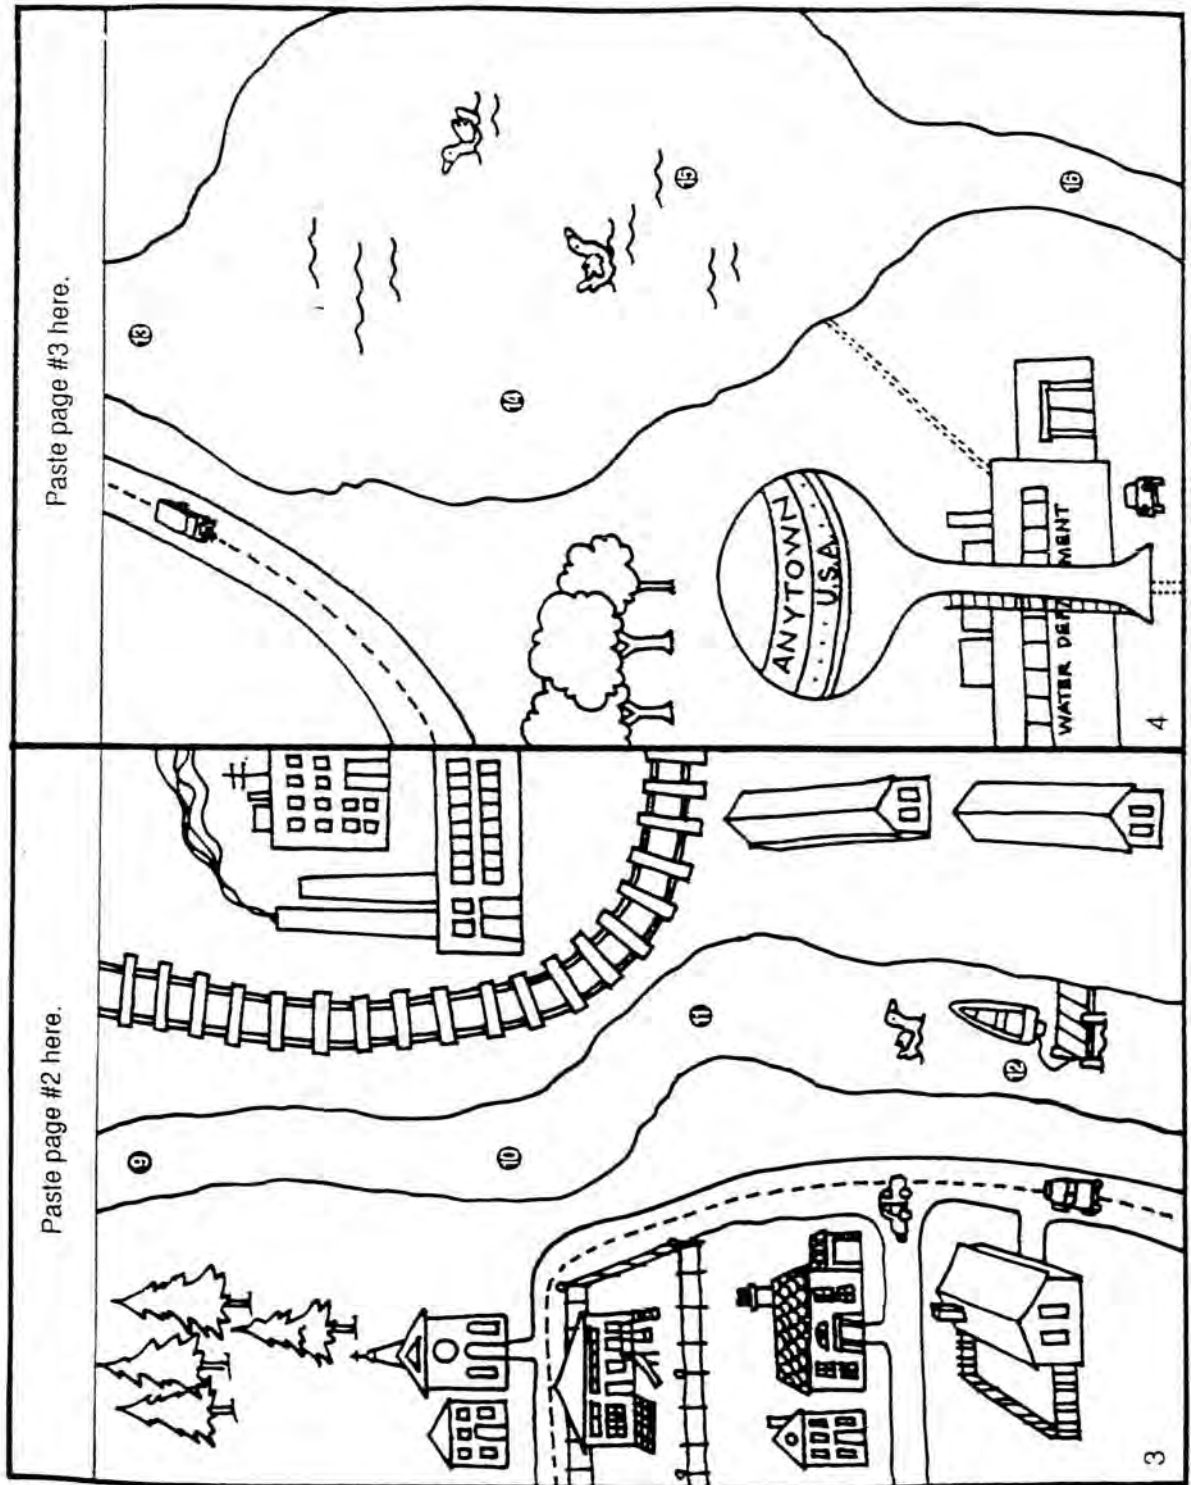 Paste page #2 here.
9
10
11
12
3
Paste page #3 here.
13
14
15
16
ANYTOWN
U.S.A.
WATER DEPARTMENT
4